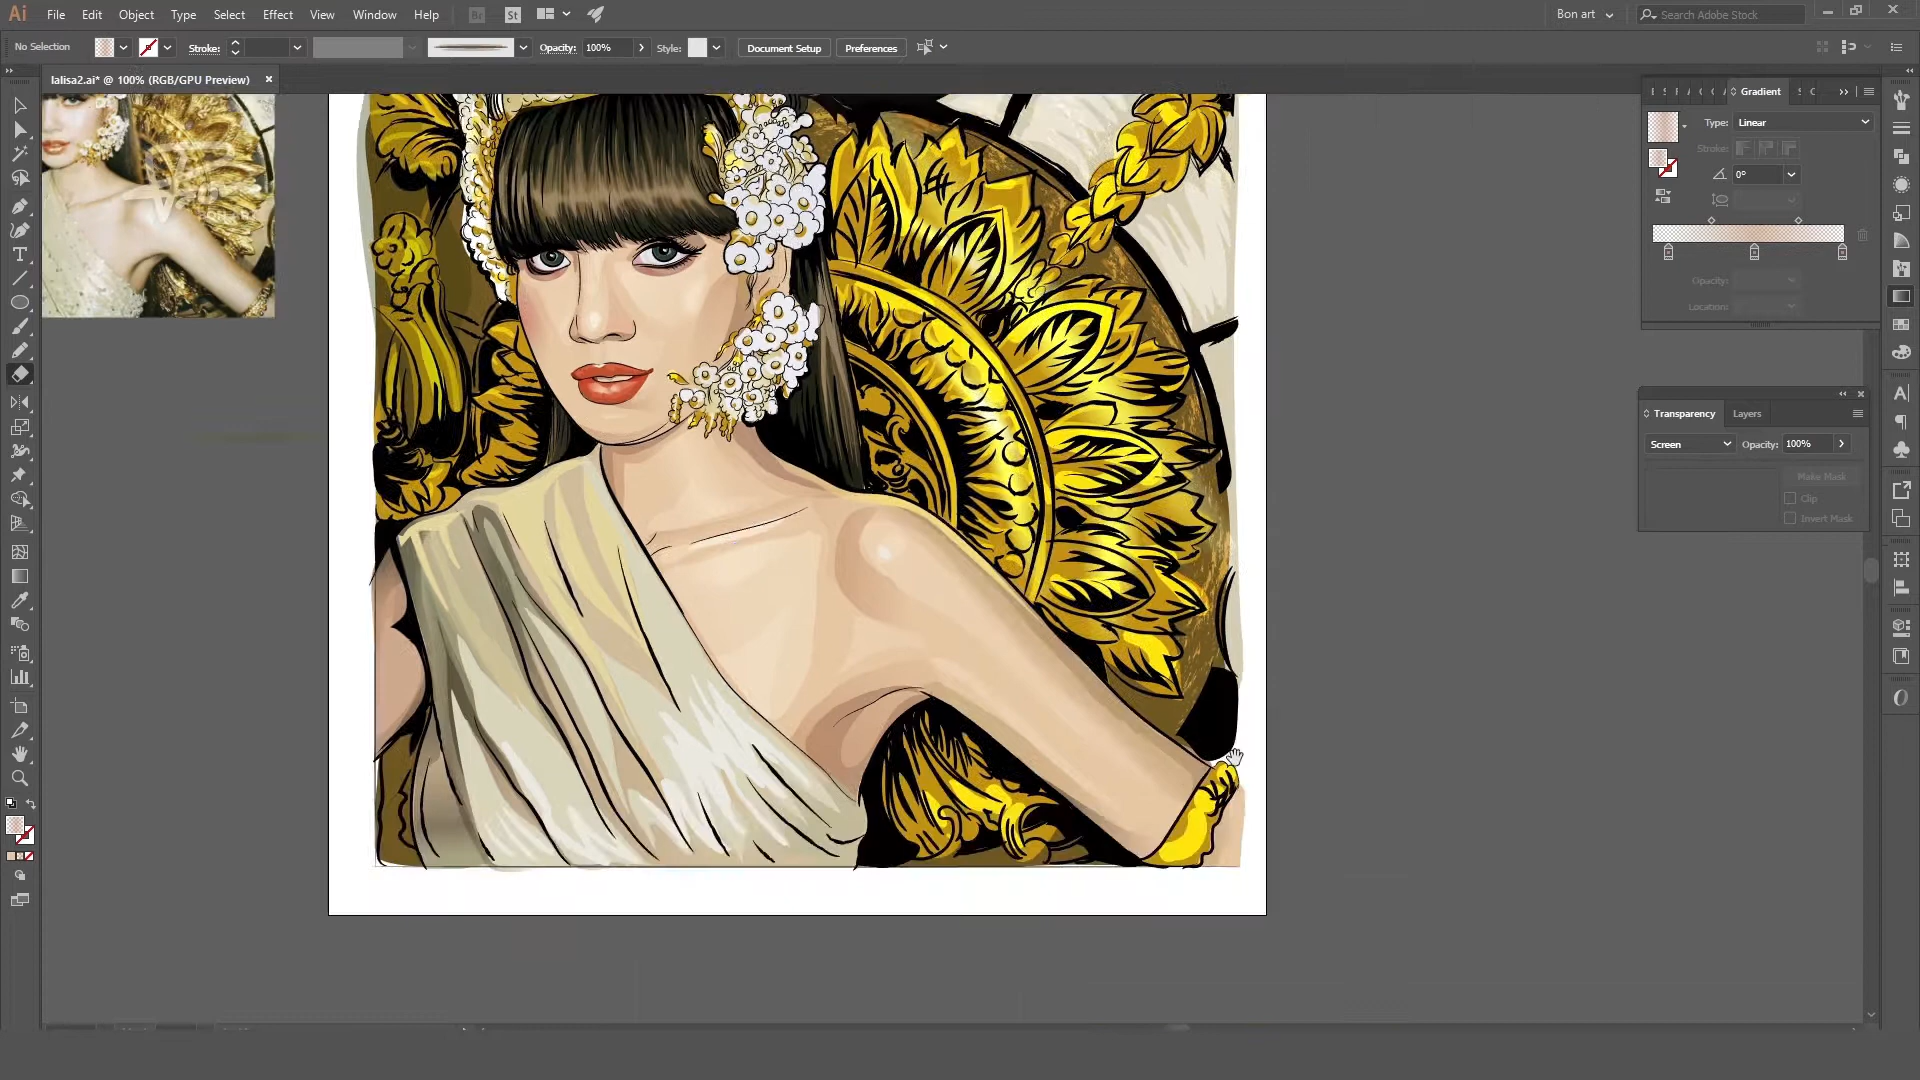 Ai File Edit Object Type Select Effect View Window Help Br St Bon art Search Adobe Stock
No Selection Stroke: Opacity: 100% Style: Document Setup Preferences
lalisa2.ai* @ 100% (RGB/GPU Preview)
Gradient
Type: Linear
Stroke:
0°
Opacity:
Location:
Transparency Layers
Screen Opacity: 100%
Make Mask
Clip
Invert Mask